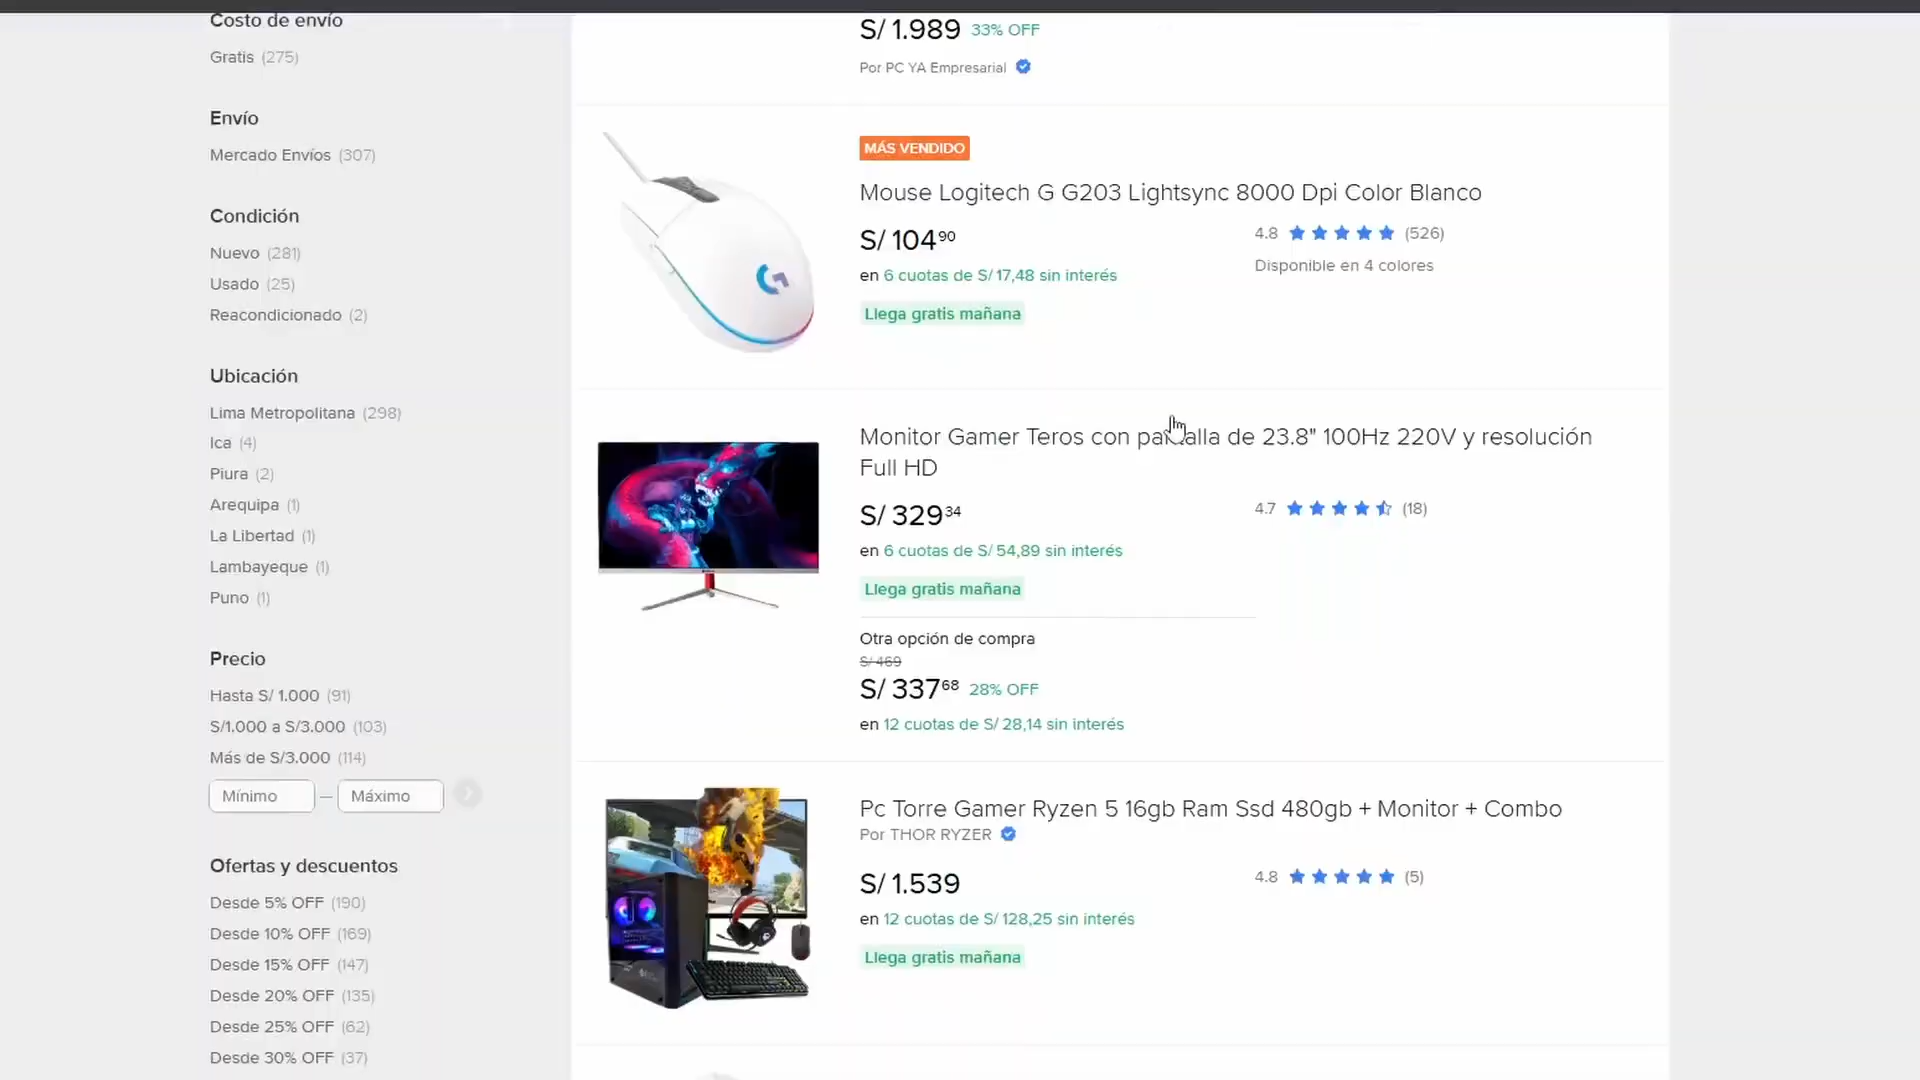 Costo de envío
Gratis (275)
Envío
Mercado Envíos (307)
Condición
Nuevo (281)
Usado (25)
Reacondicionado (2)
Ubicación
Lima Metropolitana (298)
Ica (4)
Piura (2)
Arequipa (1)
La Libertad (1)
Lambayeque (1)
Puno (1)
Precio
Hasta S/ 1.000 (91)
S/1.000 a S/3.000 (103)
Más de S/3.000 (114)
Mínimo — Máximo
Ofertas y descuentos
Desde 5% OFF (190)
Desde 10% OFF (169)
Desde 15% OFF (147)
Desde 20% OFF (135)
Desde 25% OFF (62)
Desde 30% OFF (37)
S/ 1.989 33% OFF
Por PC YA Empresarial
MÁS VENDIDO
Mouse Logitech G G203 Lightsync 8000 Dpi Color Blanco
S/ 104 90
4.8 (526)
Disponible en 4 colores
en 6 cuotas de S/ 17,48 sin interés
Llega gratis mañana
Monitor Gamer Teros con pantalla de 23.8" 100Hz 220V y resolución
Full HD
S/ 329 34
4.7 (18)
en 6 cuotas de S/ 54,89 sin interés
Llega gratis mañana
Otra opción de compra
S/ 469
S/ 337 68 28% OFF
en 12 cuotas de S/ 28,14 sin interés
Pc Torre Gamer Ryzen 5 16gb Ram Ssd 480gb + Monitor + Combo
Por THOR RYZER
S/ 1.539
4.8 (5)
en 12 cuotas de S/ 128,25 sin interés
Llega gratis mañana